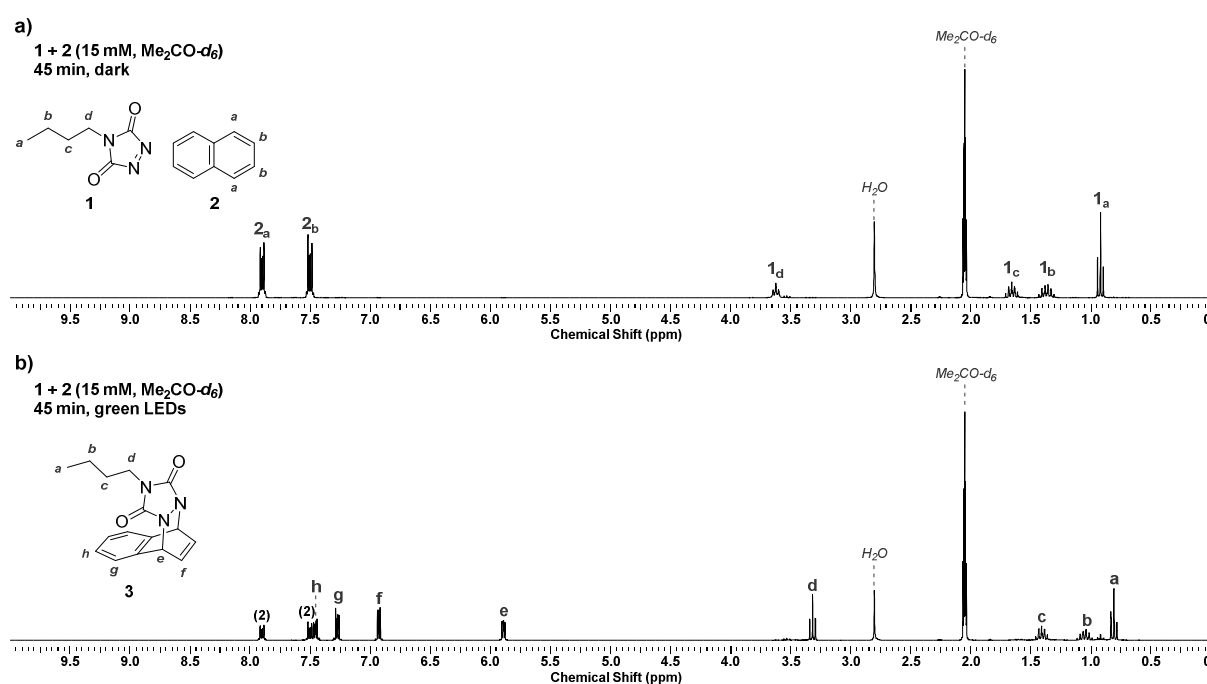 a)
1 + 2 (15 mM, Me2CO-d6)
45 min, dark
Me2CO-d6
b
d
O
a
c
N
N
N
O
a
b
b
a
1
2
2a
2b
1d
H2O
1c
1b
1a
9.5 9.0 8.5 8.0 7.5 7.0 6.5 6.0 5.5 5.0 4.5 4.0 3.5 3.0 2.5 2.0 1.5 1.0 0.5 0
Chemical Shift (ppm)
b)
1 + 2 (15 mM, Me2CO-d6)
45 min, green LEDs
Me2CO-d6
b
d
O
a
c
N
N
O
N
h
g
e
f
3
(2)
(2)
h
g
f
e
d
H2O
c
b
a
9.5 9.0 8.5 8.0 7.5 7.0 6.5 6.0 5.5 5.0 4.5 4.0 3.5 3.0 2.5 2.0 1.5 1.0 0.5 0
Chemical Shift (ppm)